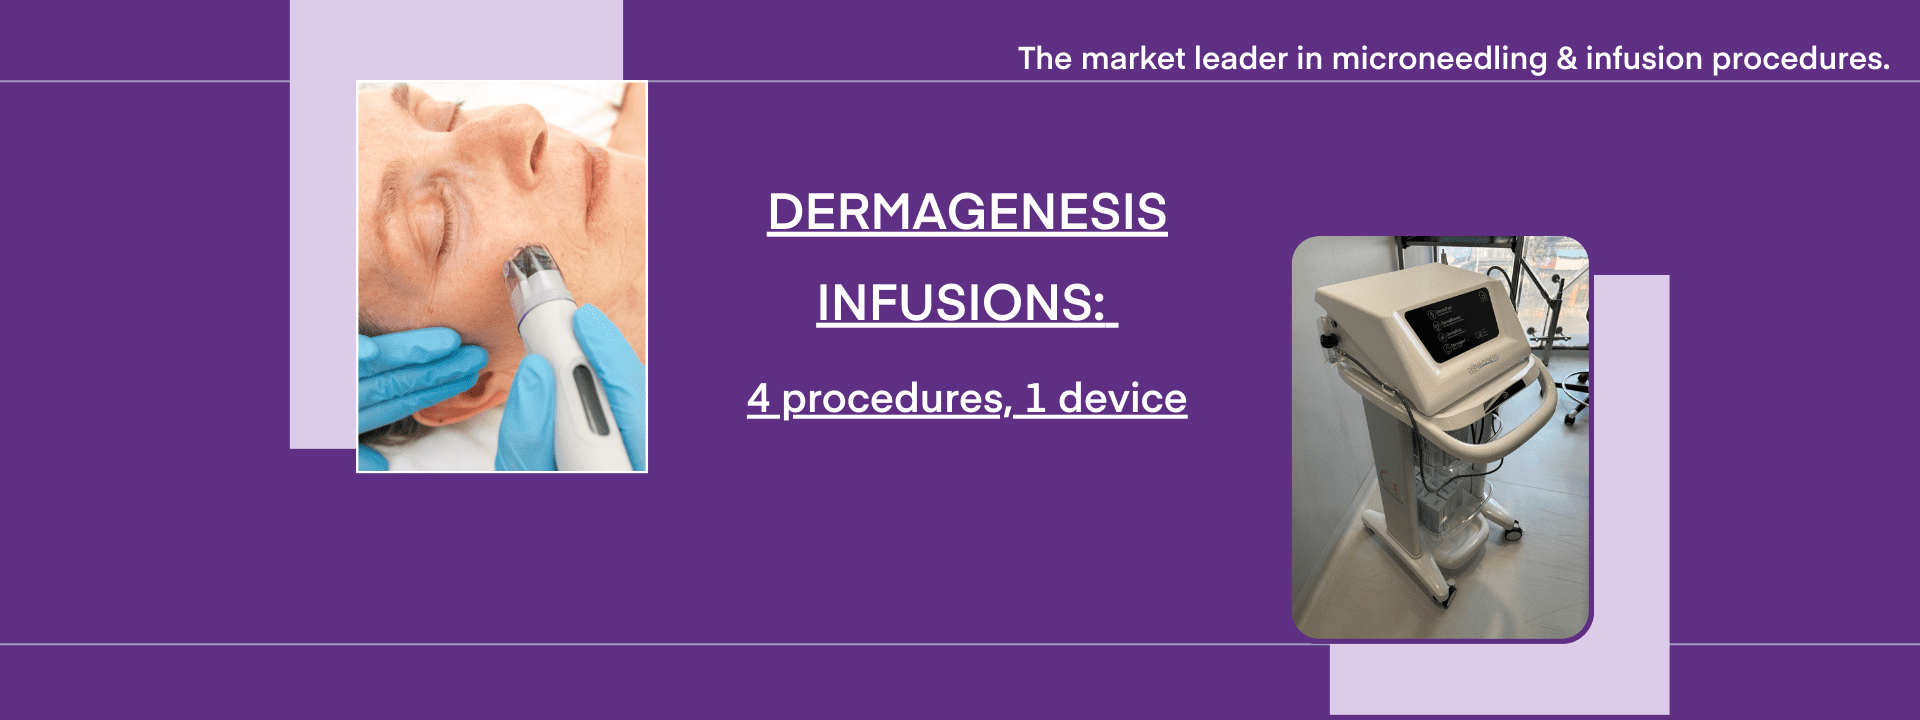 The market leader in microneedling & infusion procedures.
DERMAGENESIS
INFUSIONS:
4 procedures, 1 device